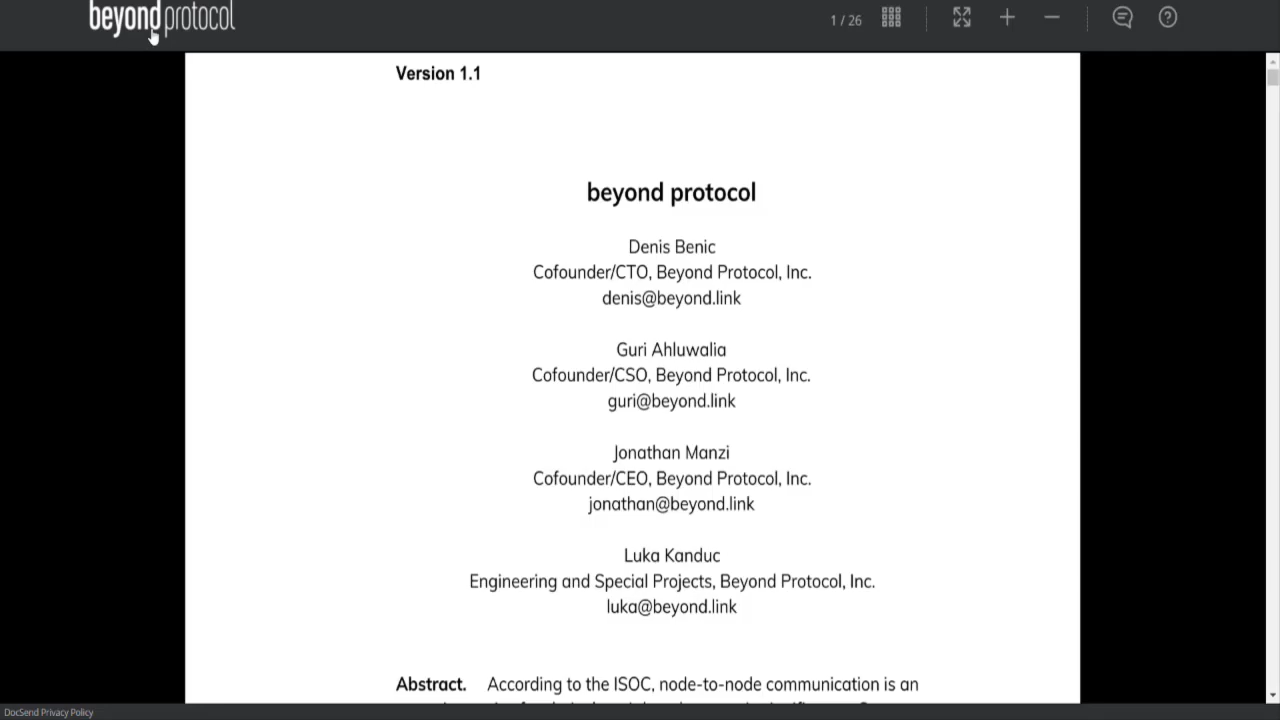 beyond protocol
1 / 26
Version 1.1
beyond protocol
Denis Benic
Cofounder/CTO, Beyond Protocol, Inc.
denis@beyond.link
Guri Ahluwalia
Cofounder/CSO, Beyond Protocol, Inc.
guri@beyond.link
Jonathan Manzi
Cofounder/CEO, Beyond Protocol, Inc.
jonathan@beyond.link
Luka Kanduc
Engineering and Special Projects, Beyond Protocol, Inc.
luka@beyond.link
Abstract. According to the ISOC, node-to-node communication is an
DocSend Privacy Policy